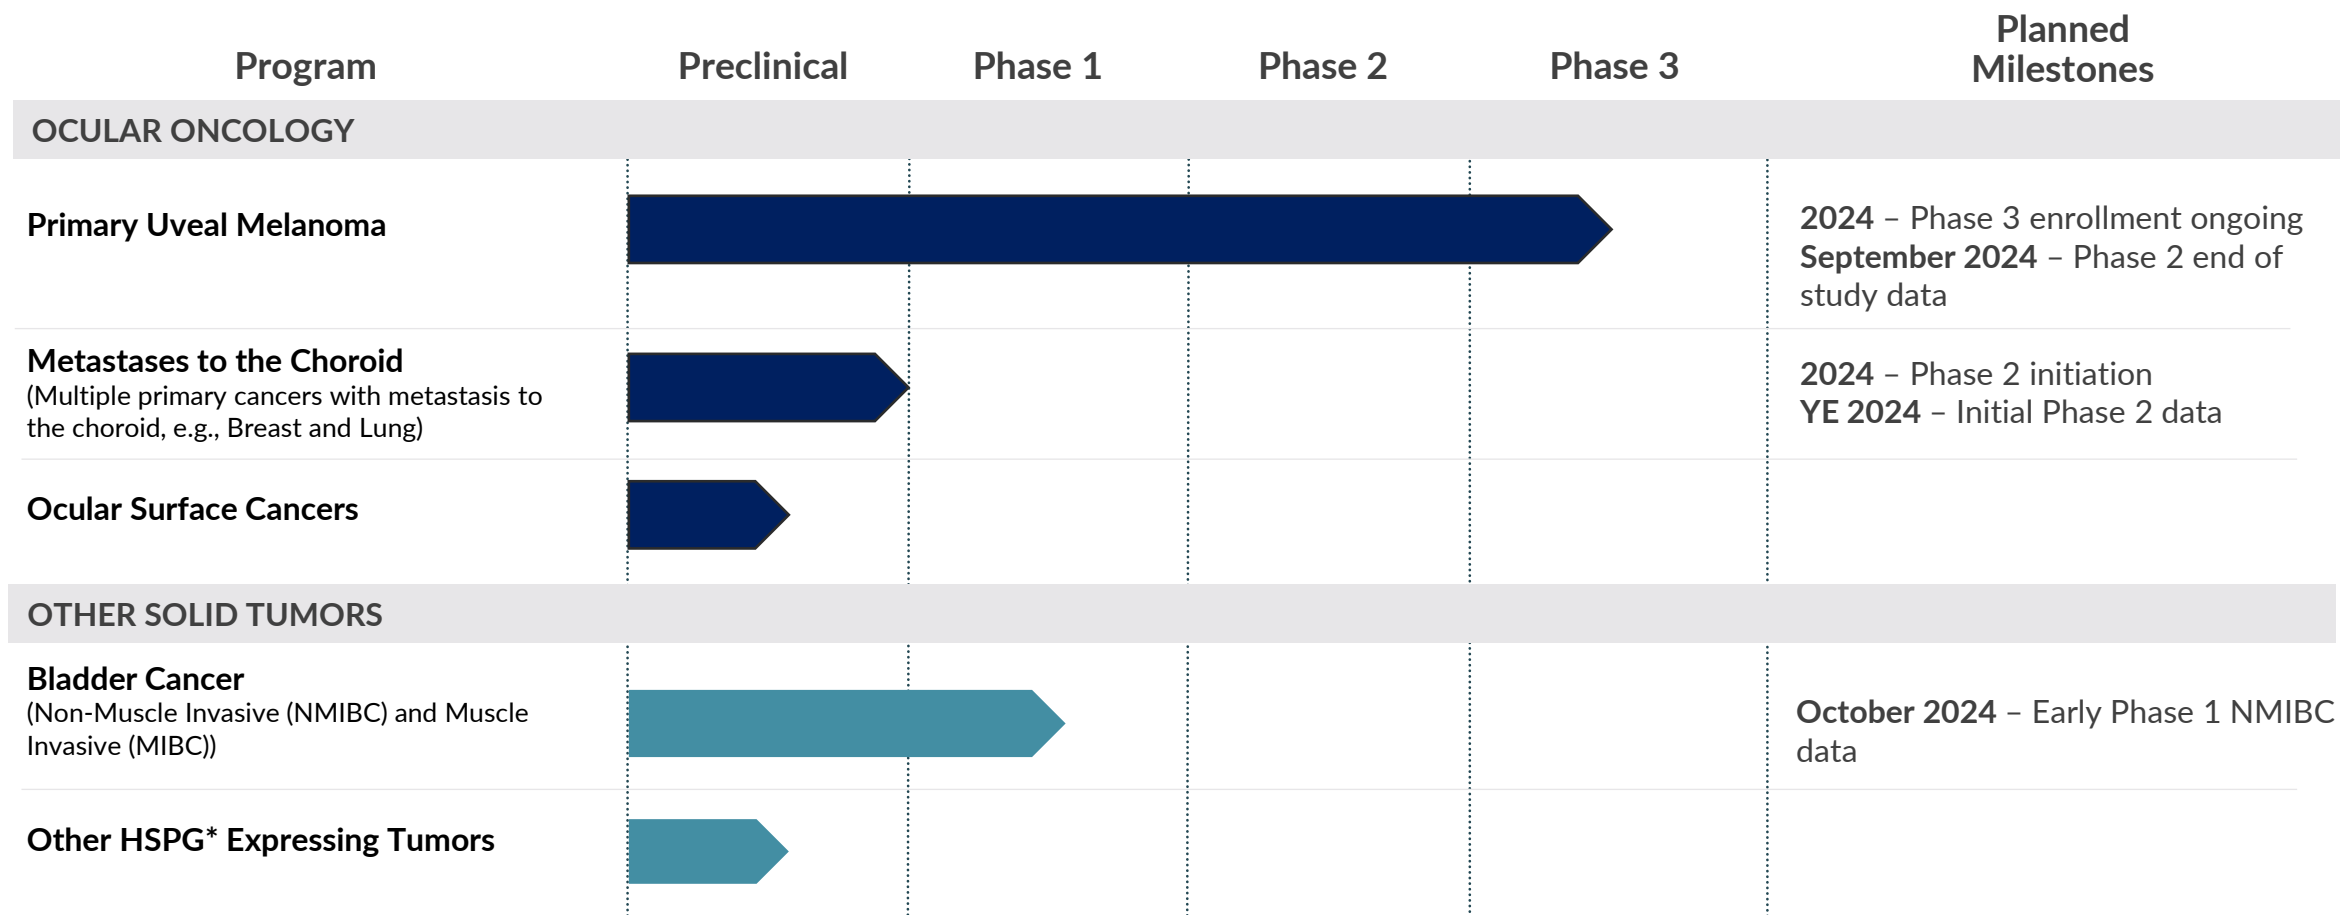 Program Preclinical Phase 1 Phase 2 Phase 3 Planned
Milestones
OCULAR ONCOLOGY
Primary Uveal Melanoma
2024 – Phase 3 enrollment ongoing
September 2024 – Phase 2 end of
study data
Metastases to the Choroid
(Multiple primary cancers with metastasis to
the choroid, e.g., Breast and Lung)
2024 – Phase 2 initiation
YE 2024 – Initial Phase 2 data
Ocular Surface Cancers
OTHER SOLID TUMORS
Bladder Cancer
(Non-Muscle Invasive (NMIBC) and Muscle
Invasive (MIBC))
October 2024 – Early Phase 1 NMIBC
data
Other HSPG* Expressing Tumors